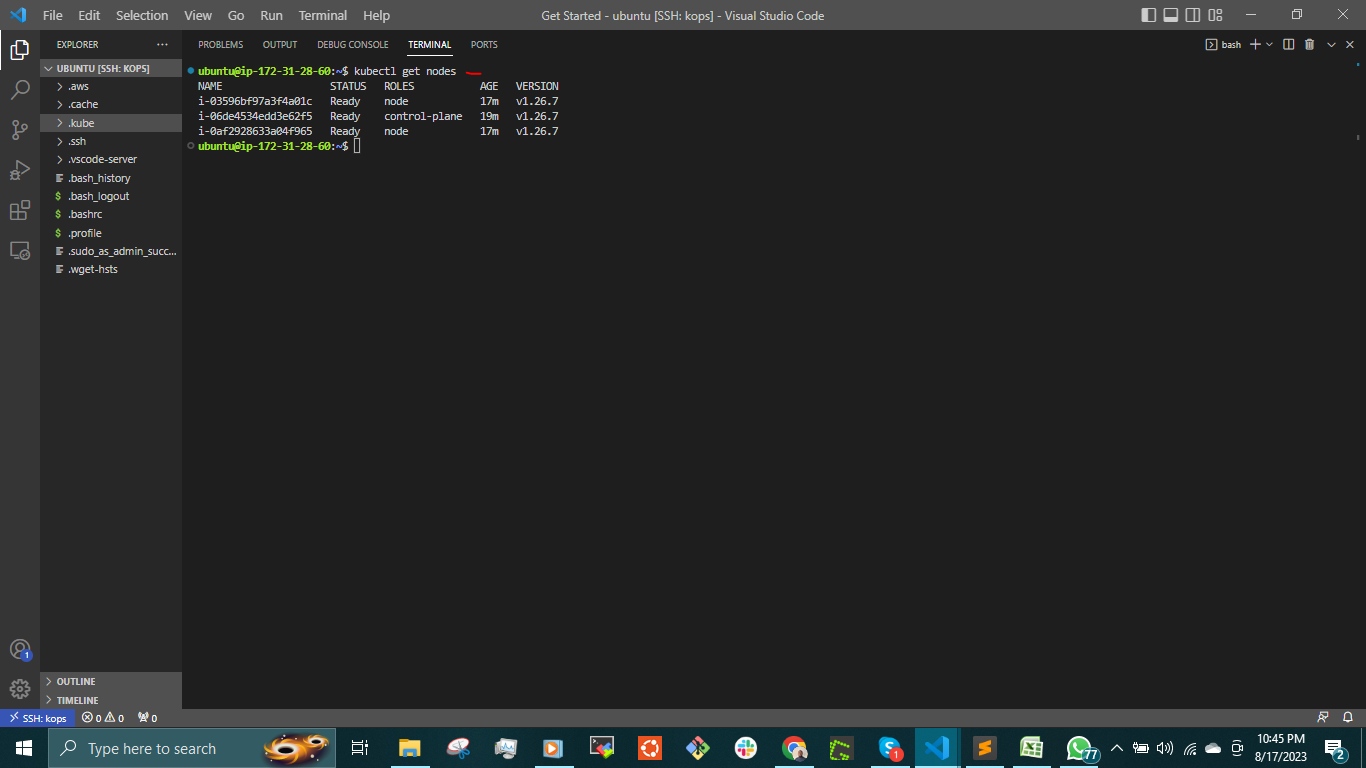 File Edit Selection View Go Run Terminal Help
Get Started - ubuntu [SSH: kops] - Visual Studio Code
EXPLORER
PROBLEMS OUTPUT DEBUG CONSOLE TERMINAL PORTS
bash
UBUNTU [SSH: KOPS]
.aws
.cache
.kube
.ssh
.vscode-server
.bash_history
.bash_logout
.bashrc
.profile
.sudo_as_admin_succ...
.wget-hsts
ubuntu@ip-172-31-28-60:~$ kubectl get nodes
NAME STATUS ROLES AGE VERSION
i-03596bf97a3f4a01c Ready node 17m v1.26.7
i-06de4534edd3e62f5 Ready control-plane 19m v1.26.7
i-0af2928633a04f965 Ready node 17m v1.26.7
ubuntu@ip-172-31-28-60:~$
1
OUTLINE
TIMELINE
SSH: kops 0 0 0
Type here to search
1
77
10:45 PM
8/17/2023
2